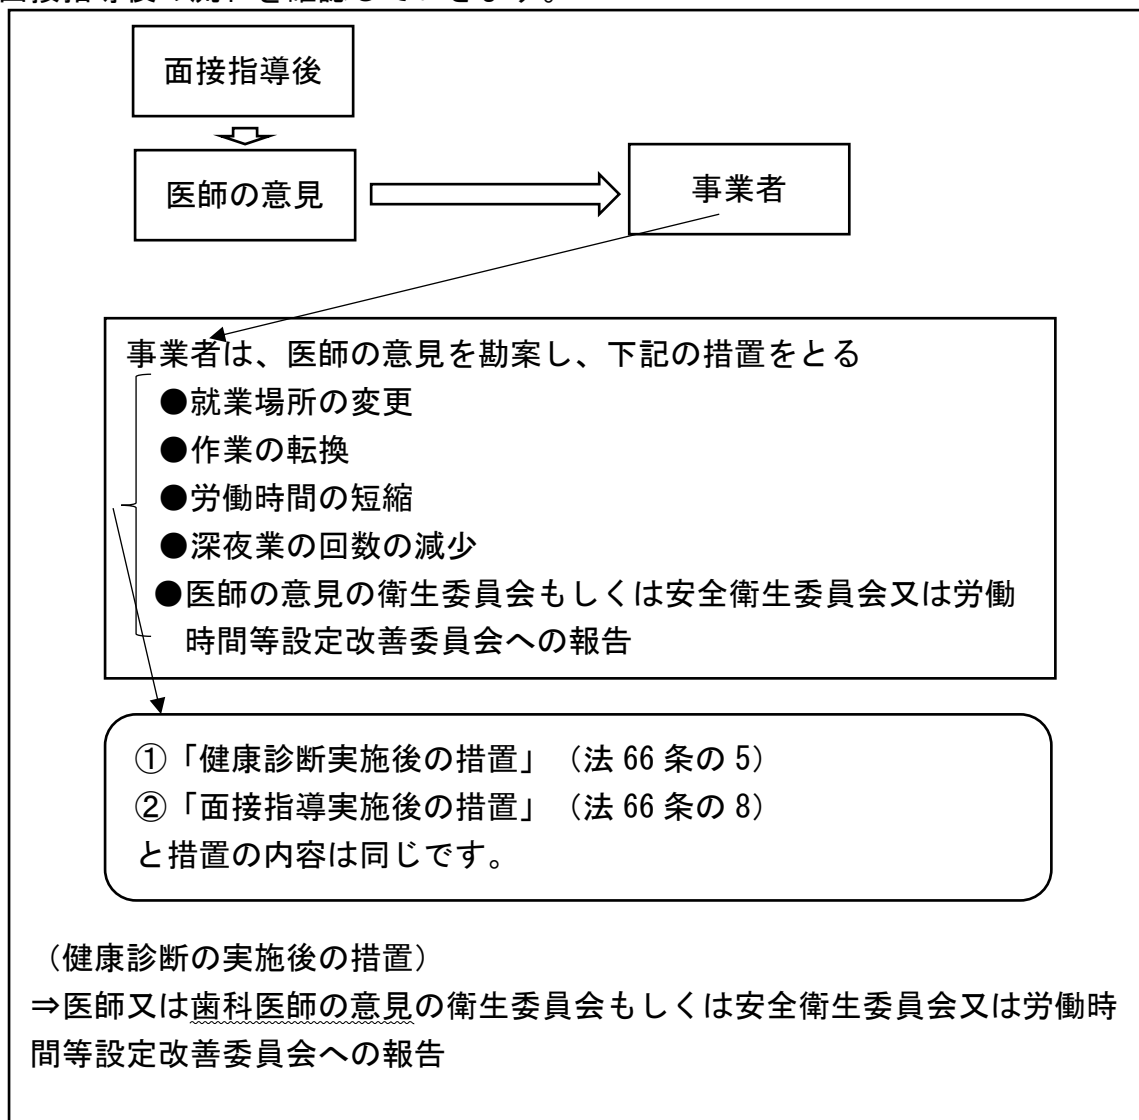 面接指導後の流れを確認していきます。
面接指導後
医師の意見
事業者
事業者は、医師の意見を勘案し、下記の措置をとる
●就業場所の変更
●作業の転換
●労働時間の短縮
●深夜業の回数の減少
●医師の意見の衛生委員会もしくは安全衛生委員会又は労働
時間等設定改善委員会への報告
①「健康診断実施後の措置」（法 66 条の 5）
②「面接指導実施後の措置」（法 66 条の 8）
と措置の内容は同じです。
（健康診断の実施後の措置）
⇒医師又は歯科医師の意見の衛生委員会もしくは安全衛生委員会又は労働時
間等設定改善委員会への報告